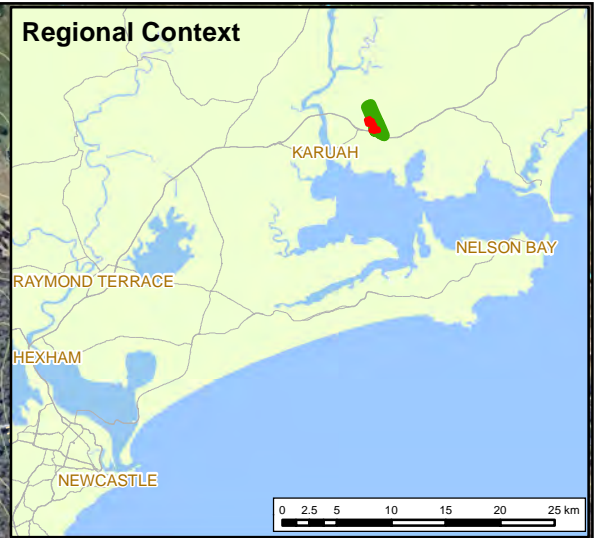 Regional Context
KARUAH
NELSON BAY
RAYMOND TERRACE
HEXHAM
NEWCASTLE
0 2.5 5 10 15 20 25 km